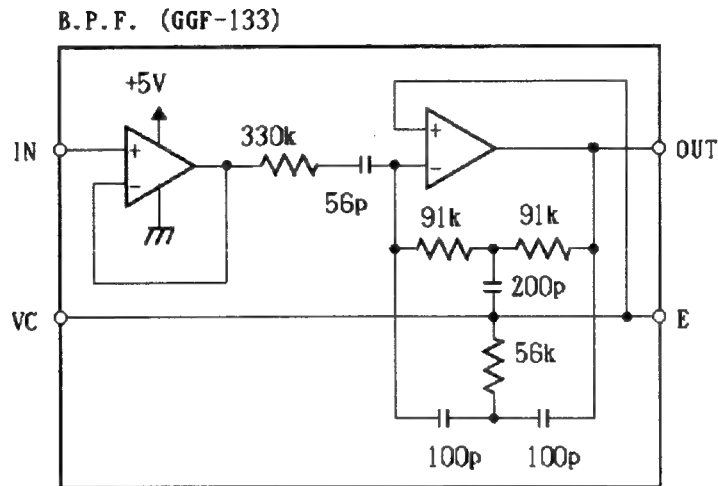 B.P.F. (GGF-133)
+5V
330k
IN
+
-
56p
+
-
OUT
91k
91k
200p
VC
E
56k
100p
100p